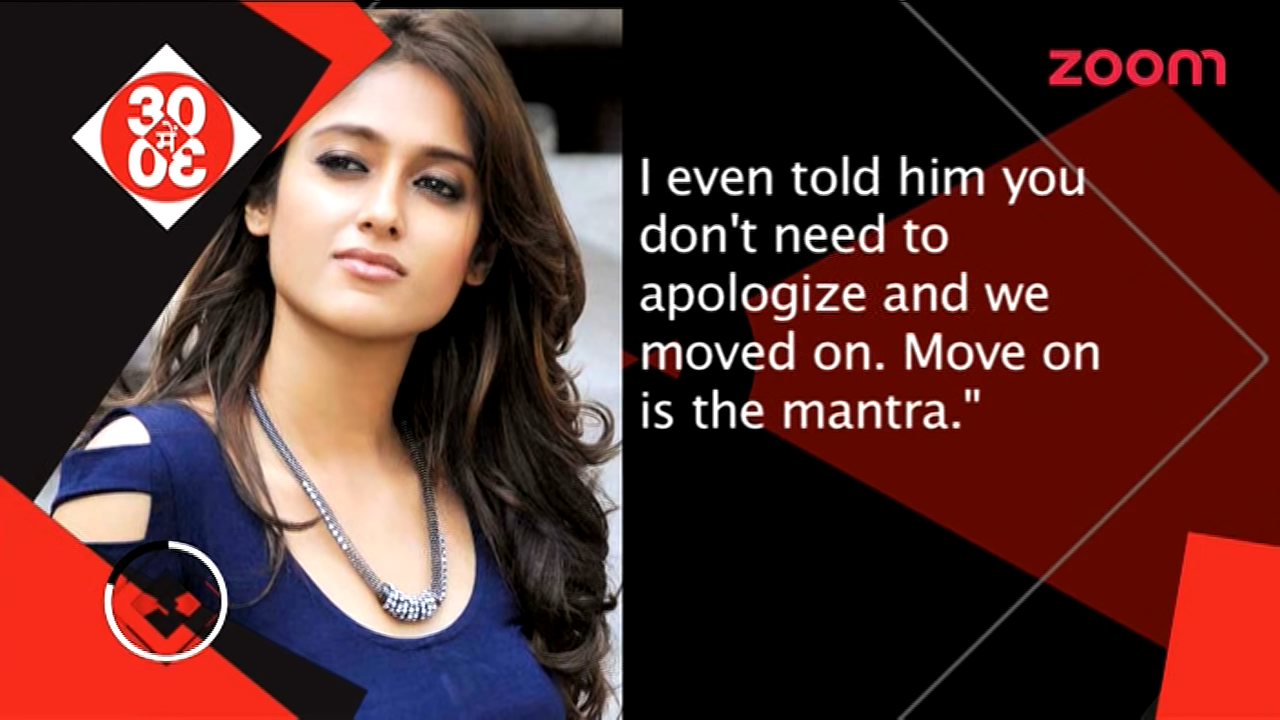 30
में
30
zoom
I even told him you
don't need to
apologize and we
moved on. Move on
is the mantra."